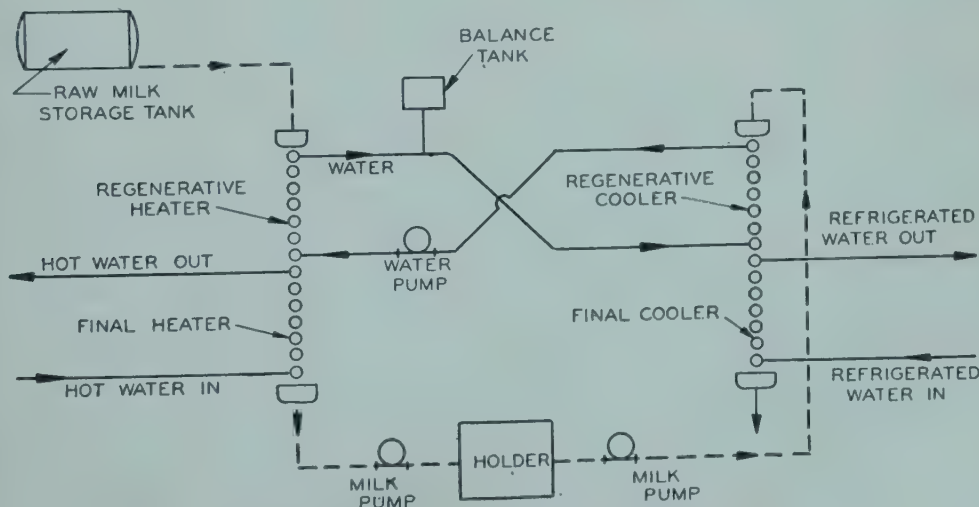 BALANCE
TANK
RAW MILK
STORAGE TANK
WATER
REGENERATIVE
HEATER
REGENERATIVE
COOLER
REFRIGERATED
WATER OUT
HOT WATER OUT
WATER
PUMP
FINAL HEATER
FINAL COOLER
HOT WATER IN
REFRIGERATED
WATER IN
HOLDER
MILK
PUMP
MILK
PUMP